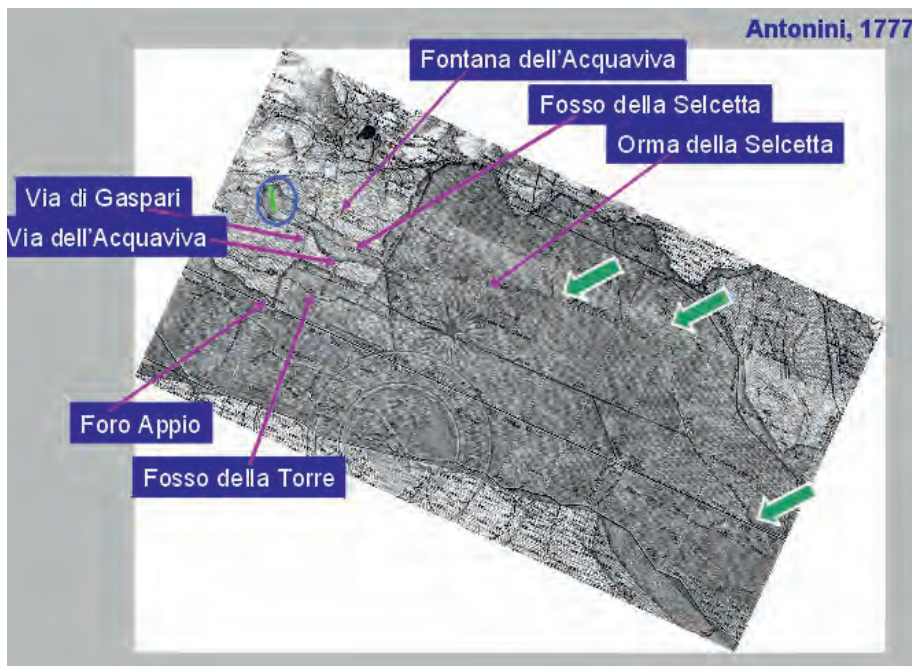 Antonini, 1777
Fontana dell'Acquaviva
Fosso della Selcetta
Orma della Selcetta
Via di Gaspari
Via dell'Acquaviva
Foro Appio
Fosso della Torre